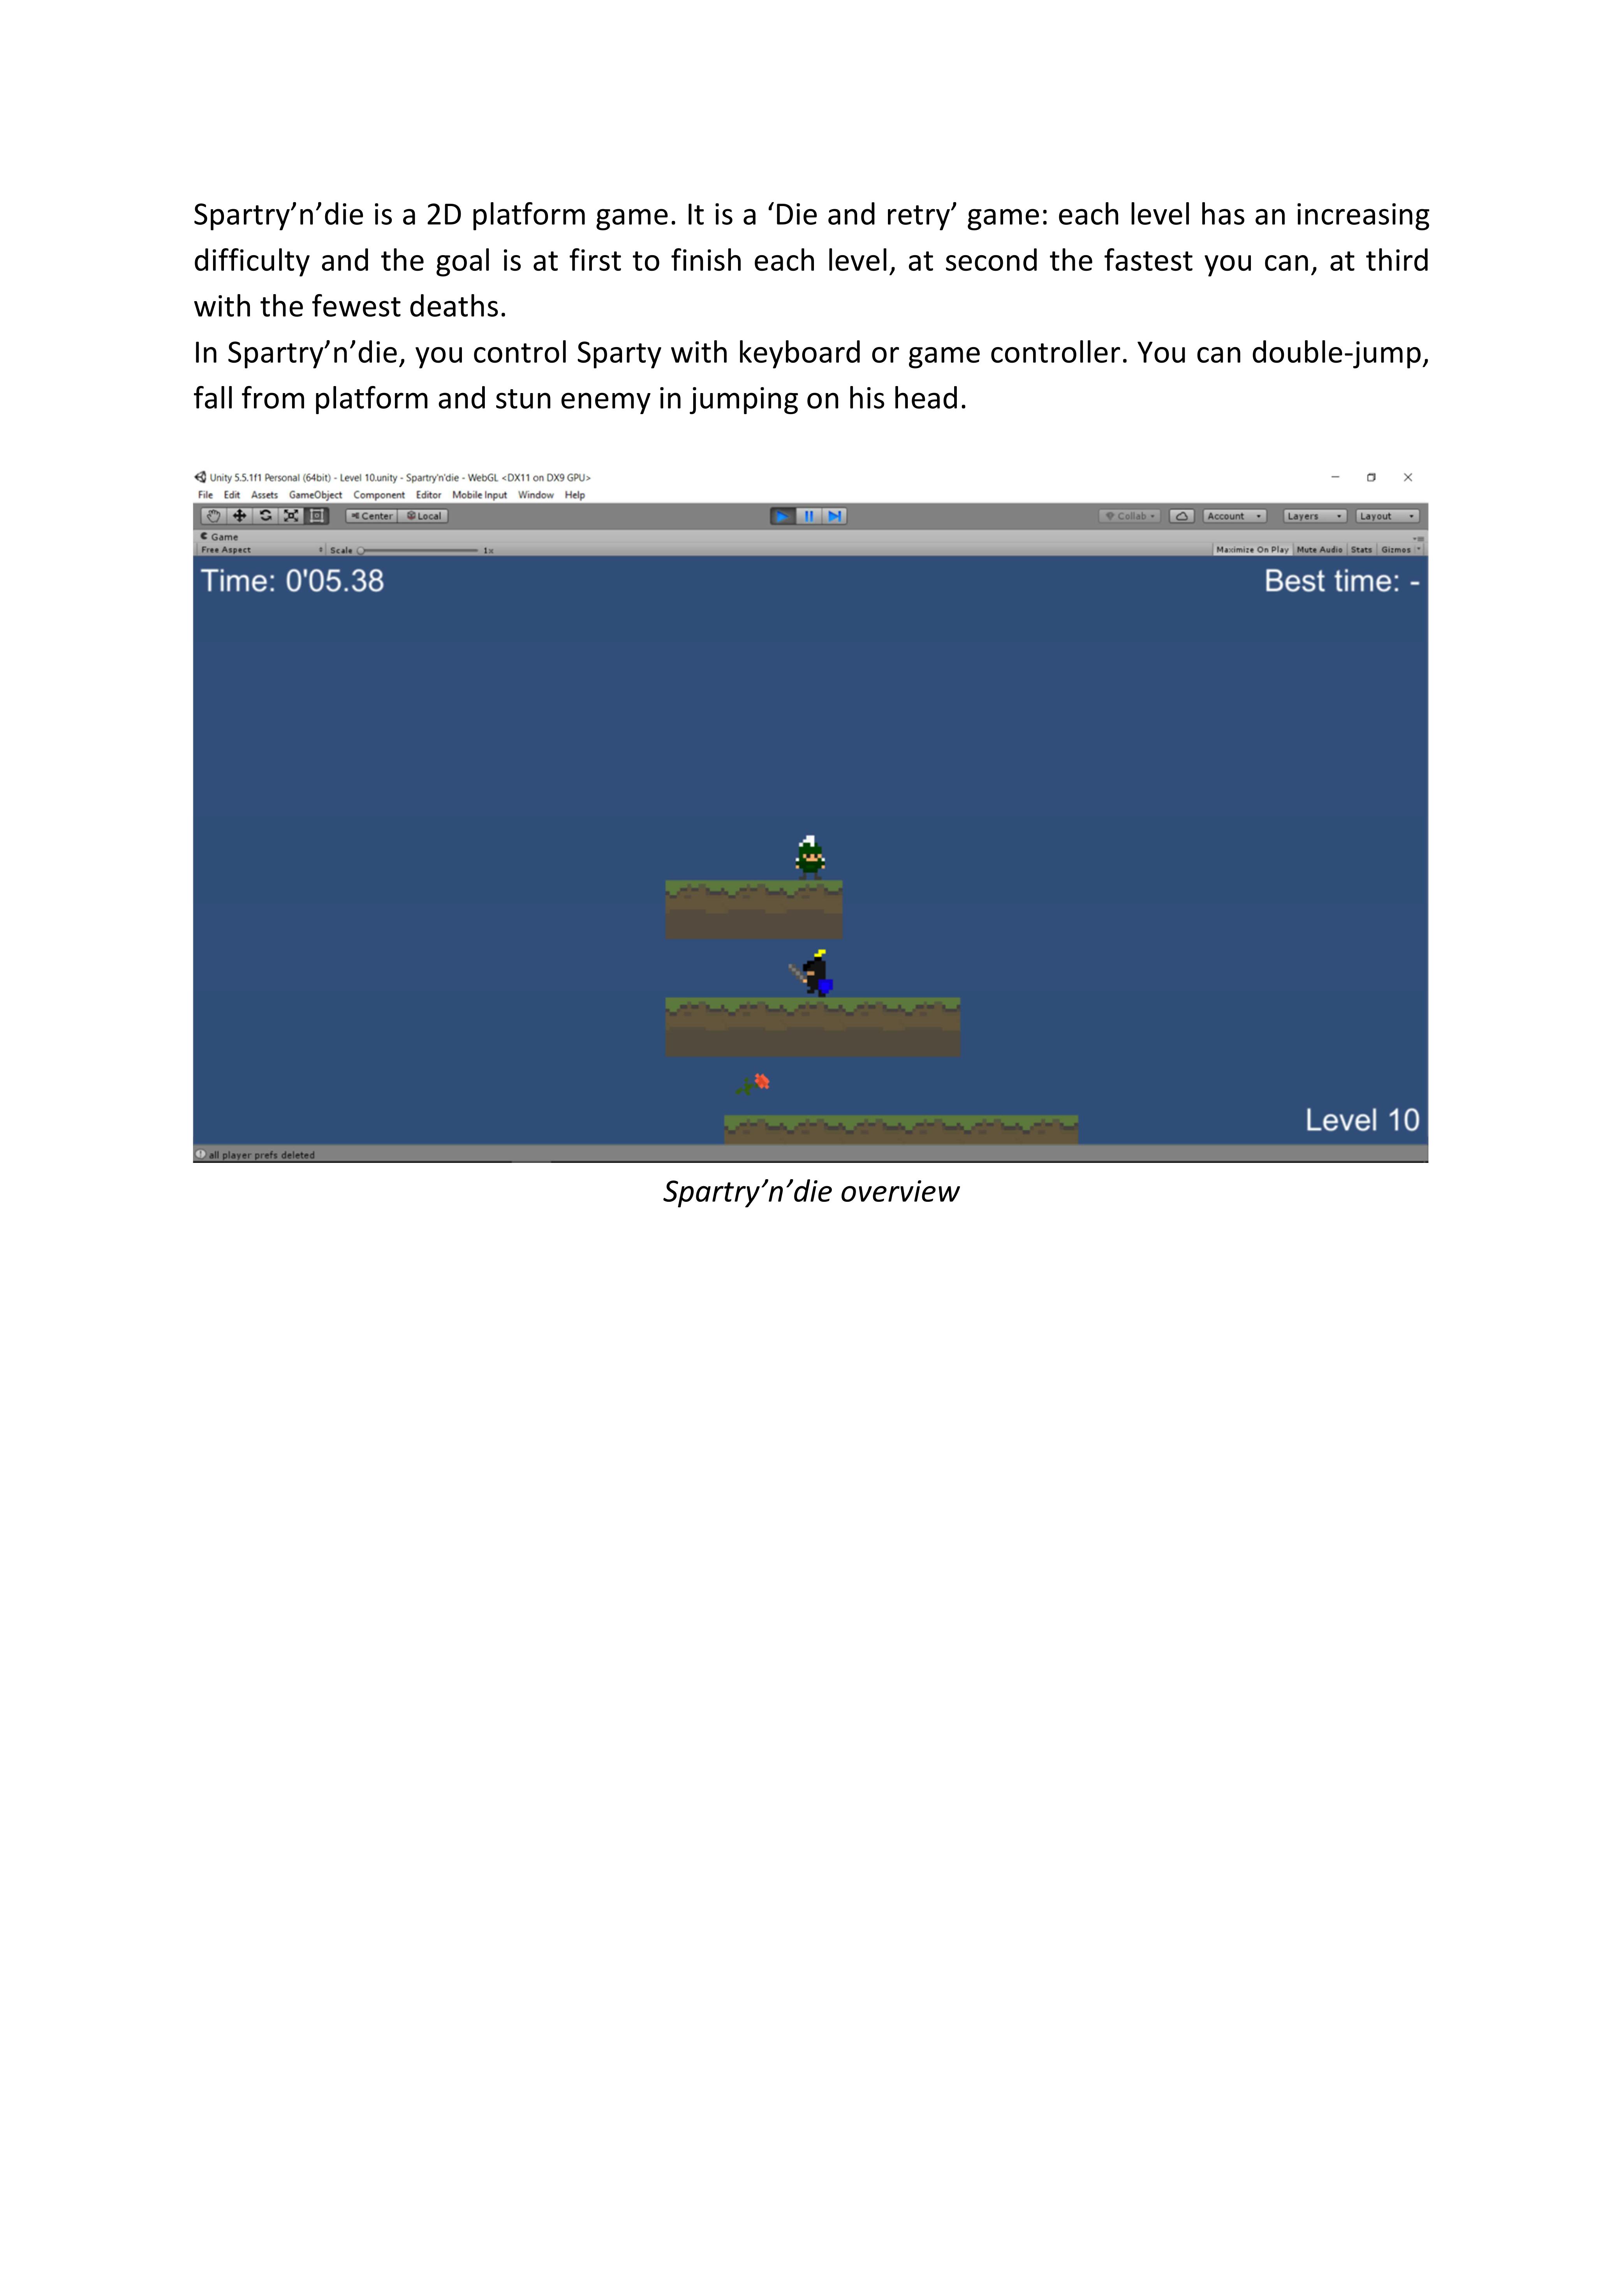 Spartry’n’die is a 2D platform game. It is a ‘Die and retry’ game: each level has an increasing
difficulty and the goal is at first to finish each level, at second the fastest you can, at third
with the fewest deaths.
In Spartry’n’die, you control Sparty with keyboard or game controller. You can double-jump,
fall from platform and stun enemy in jumping on his head.
Unity 5.5.1f1 Personal (64bit) - Level 10.unity - Spartry'n'die - WebGL <DX11 on DX9 GPU>
File Edit Assets GameObject Component Editor Mobile Input Window Help
Center Local Collab Account Layers Layout
Game
Free Aspect Scale 1x Maximize On Play Mute Audio Stats Gizmos
Time: 0'05.38 Best time: -
Level 10
all player prefs deleted
Spartry’n’die overview